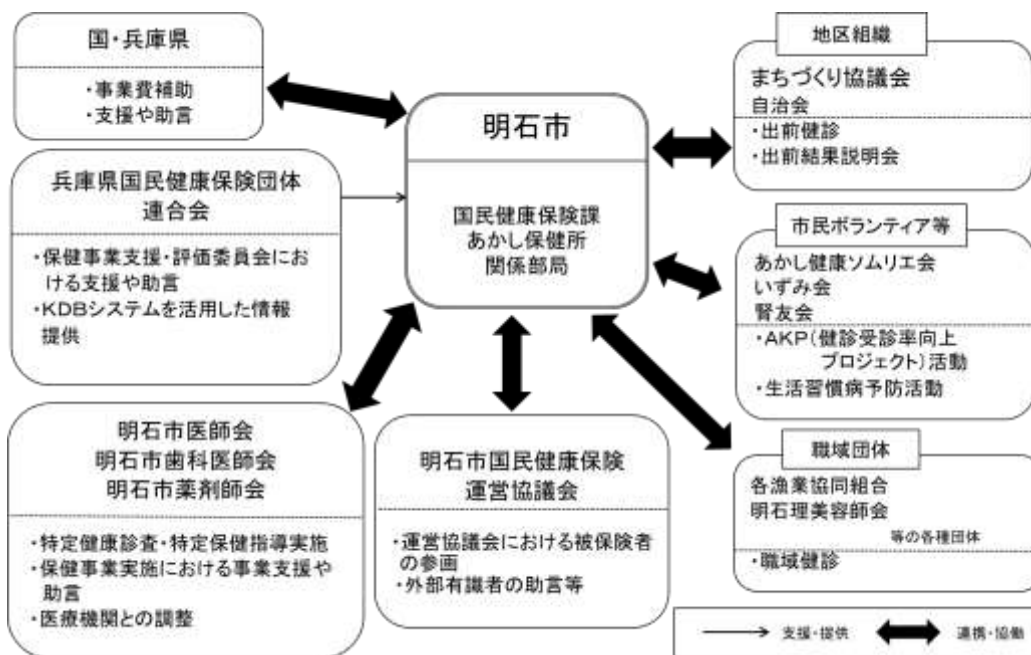 国・兵庫県
・事業費補助
・支援や助言
兵庫県国民健康保険団体
連合会
・保健事業支援・評価委員会にお
ける支援や助言
・KDBシステムを活用した情報
提供
明石市医師会
明石市歯科医師会
明石市薬剤師会
・特定健康診査・特定保健指導実施
・保健事業実施における事業支援や
助言
・医療機関との調整
明石市
国民健康保険課
あかし保健所
関係部局
明石市国民健康保険
運営協議会
・運営協議会における被保険者
の参画
・外部有識者の助言等
地区組織
まちづくり協議会
自治会
・出前健診
・出前結果説明会
市民ボランティア等
あかし健康ソムリエ会
いずみ会
腎友会
・AKP(健診受診率向上
プロジェクト)活動
・生活習慣病予防活動
職域団体
各漁業協同組合
明石理美容師会
等の各種団体
・職域健診
支援・提供
連携・協働